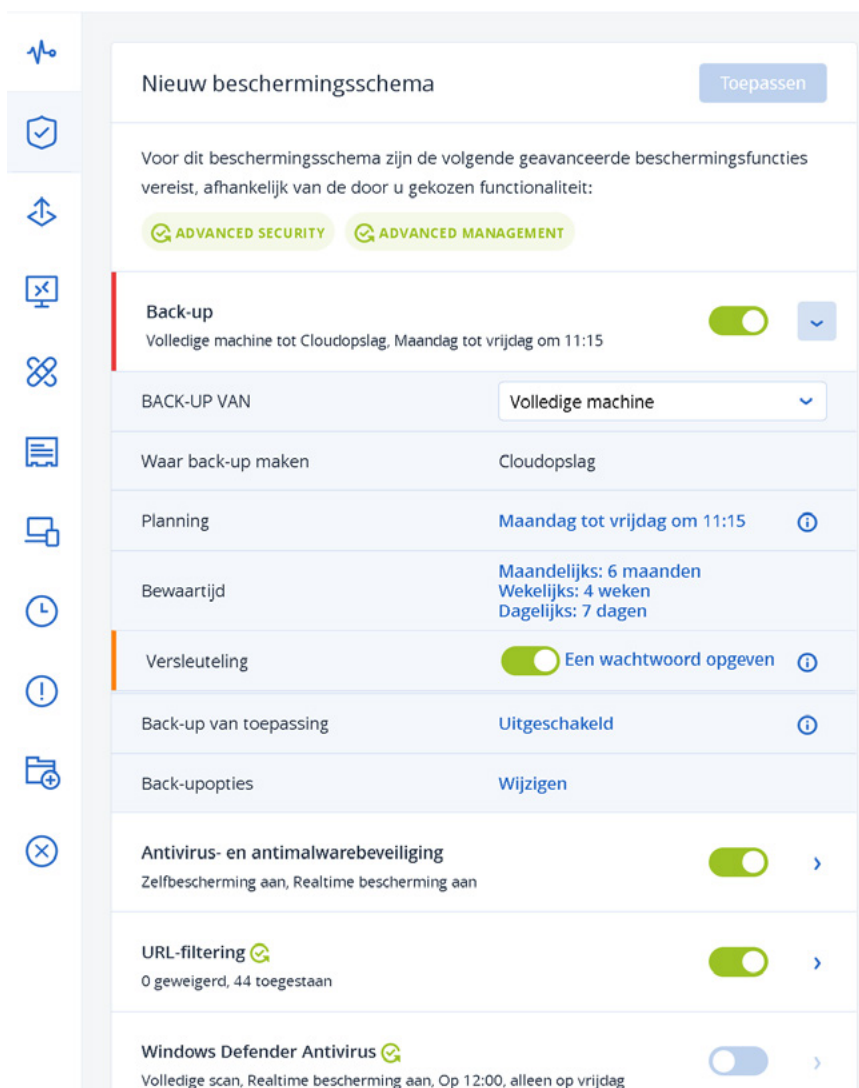 Nieuw beschermingsschema
Toepassen
Voor dit beschermingsschema zijn de volgende geavanceerde beschermingsfuncties
vereist, afhankelijk van de door u gekozen functionaliteit:
ADVANCED SECURITY
ADVANCED MANAGEMENT
Back-up
Volledige machine tot Cloudopslag, Maandag tot vrijdag om 11:15
BACK-UP VAN
Volledige machine
Waar back-up maken
Cloudopslag
Planning
Maandag tot vrijdag om 11:15
Bewaartijd
Maandelijks: 6 maanden
Wekelijks: 4 weken
Dagelijks: 7 dagen
Versleuteling
Een wachtwoord opgeven
Back-up van toepassing
Uitgeschakeld
Back-upopties
Wijzigen
Antivirus- en antimalwarebeveiliging
Zelfbescherming aan, Realtime bescherming aan
URL-filtering
0 geweigerd, 44 toegestaan
Windows Defender Antivirus
Volledige scan, Realtime bescherming aan, Op 12:00, alleen op vrijdag